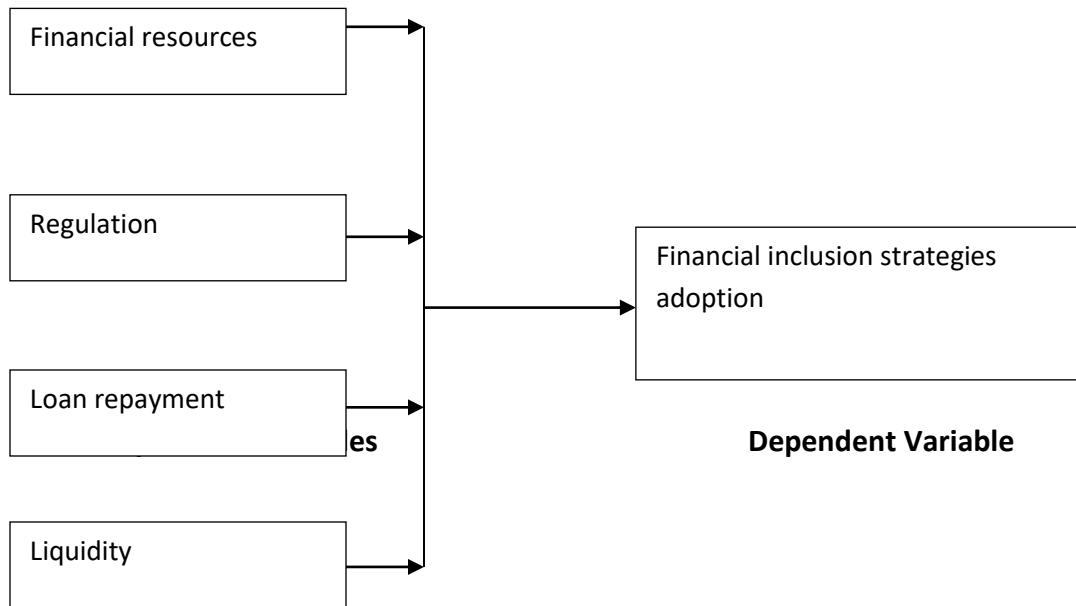 Financial resources
Regulation
Financial inclusion strategies
adoption
Loan repayment
Dependent Variable
Liquidity